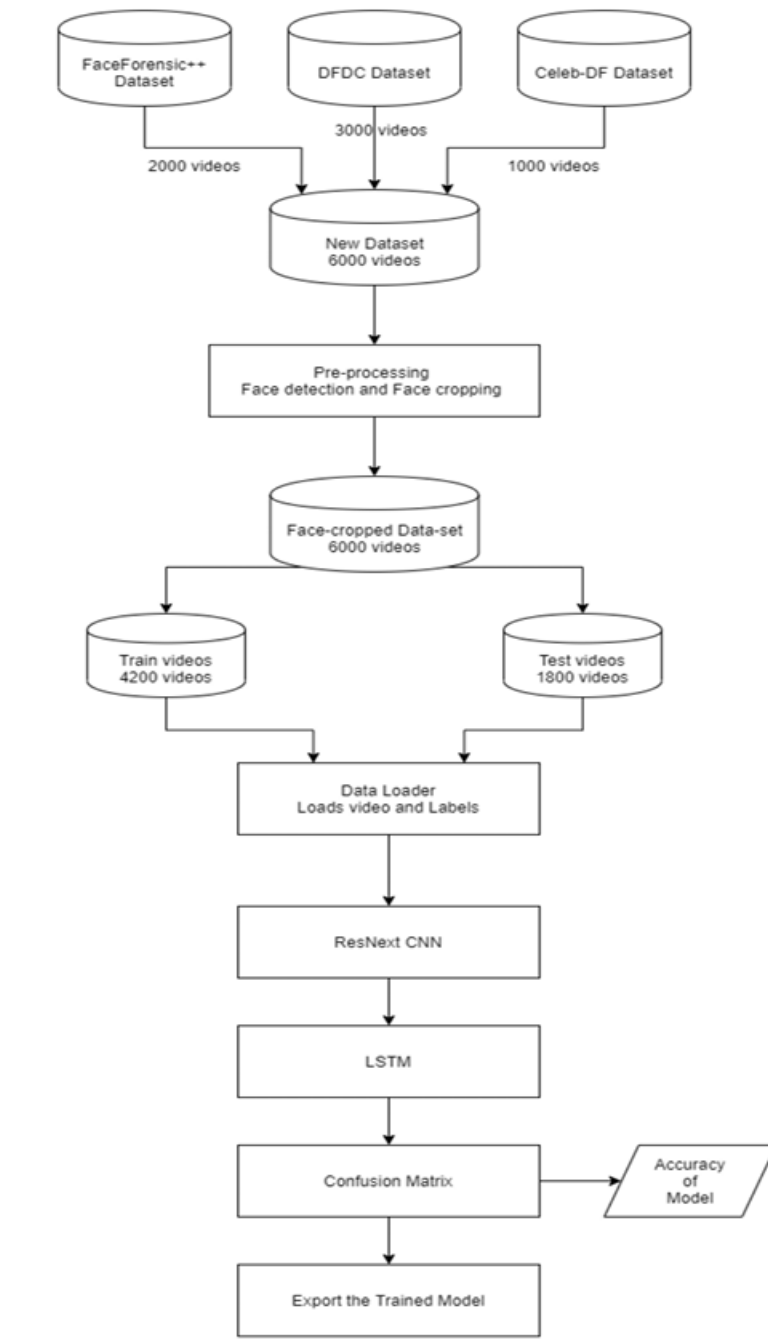 FaceForensic++
Dataset
DFDC Dataset
Celeb-DF Dataset
3000 videos
2000 videos
1000 videos
New Dataset
6000 videos
Pre-processing
Face detection and Face cropping
Face-cropped Data-set
6000 videos
Train videos
4200 videos
Test videos
1800 videos
Data Loader
Loads video and Labels
ResNext CNN
LSTM
Confusion Matrix
Accuracy
of
Model
Export the Trained Model